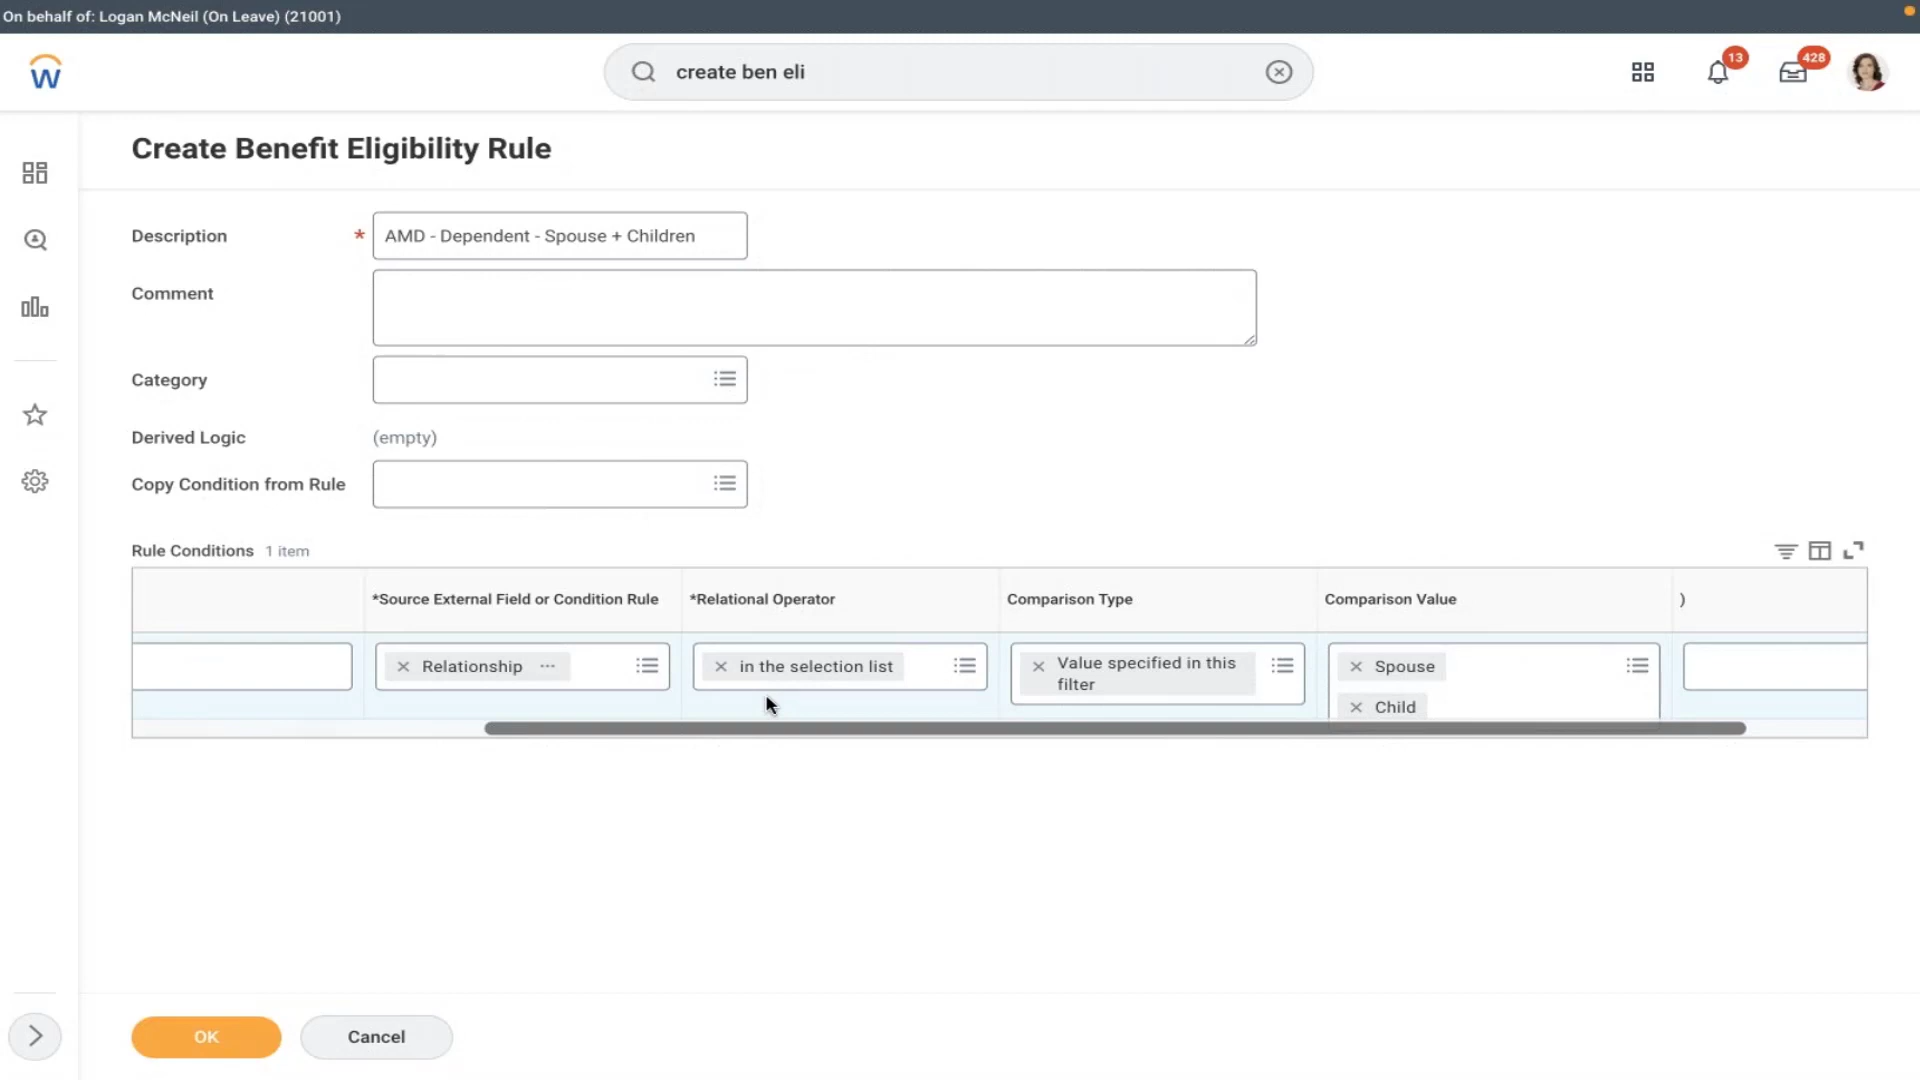 On behalf of: Logan McNeil (On Leave) (21001)
W
create ben eli
13
428
Create Benefit Eligibility Rule
Description * AMD - Dependent - Spouse + Children
Comment
Category
Derived Logic (empty)
Copy Condition from Rule
Rule Conditions 1 item
*Source External Field or Condition Rule *Relational Operator Comparison Type Comparison Value )
Relationship ... in the selection list Value specified in this filter Spouse
Child
OK Cancel